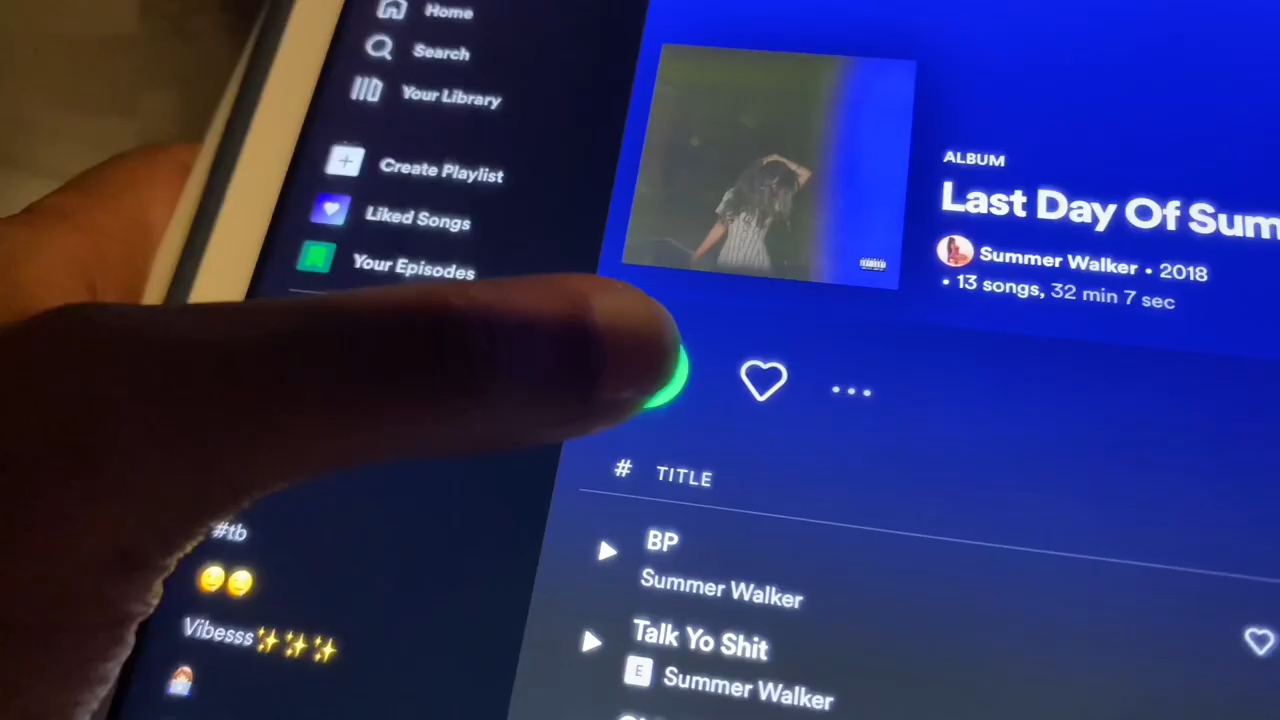 Home
Search
Your Library
Create Playlist
Liked Songs
Your Episodes
#tb
Vibesss✨✨✨
ALBUM
Last Day Of Sum
Summer Walker • 2018
• 13 songs, 32 min 7 sec
# TITLE
BP
Summer Walker
Talk Yo Shit
E Summer Walker